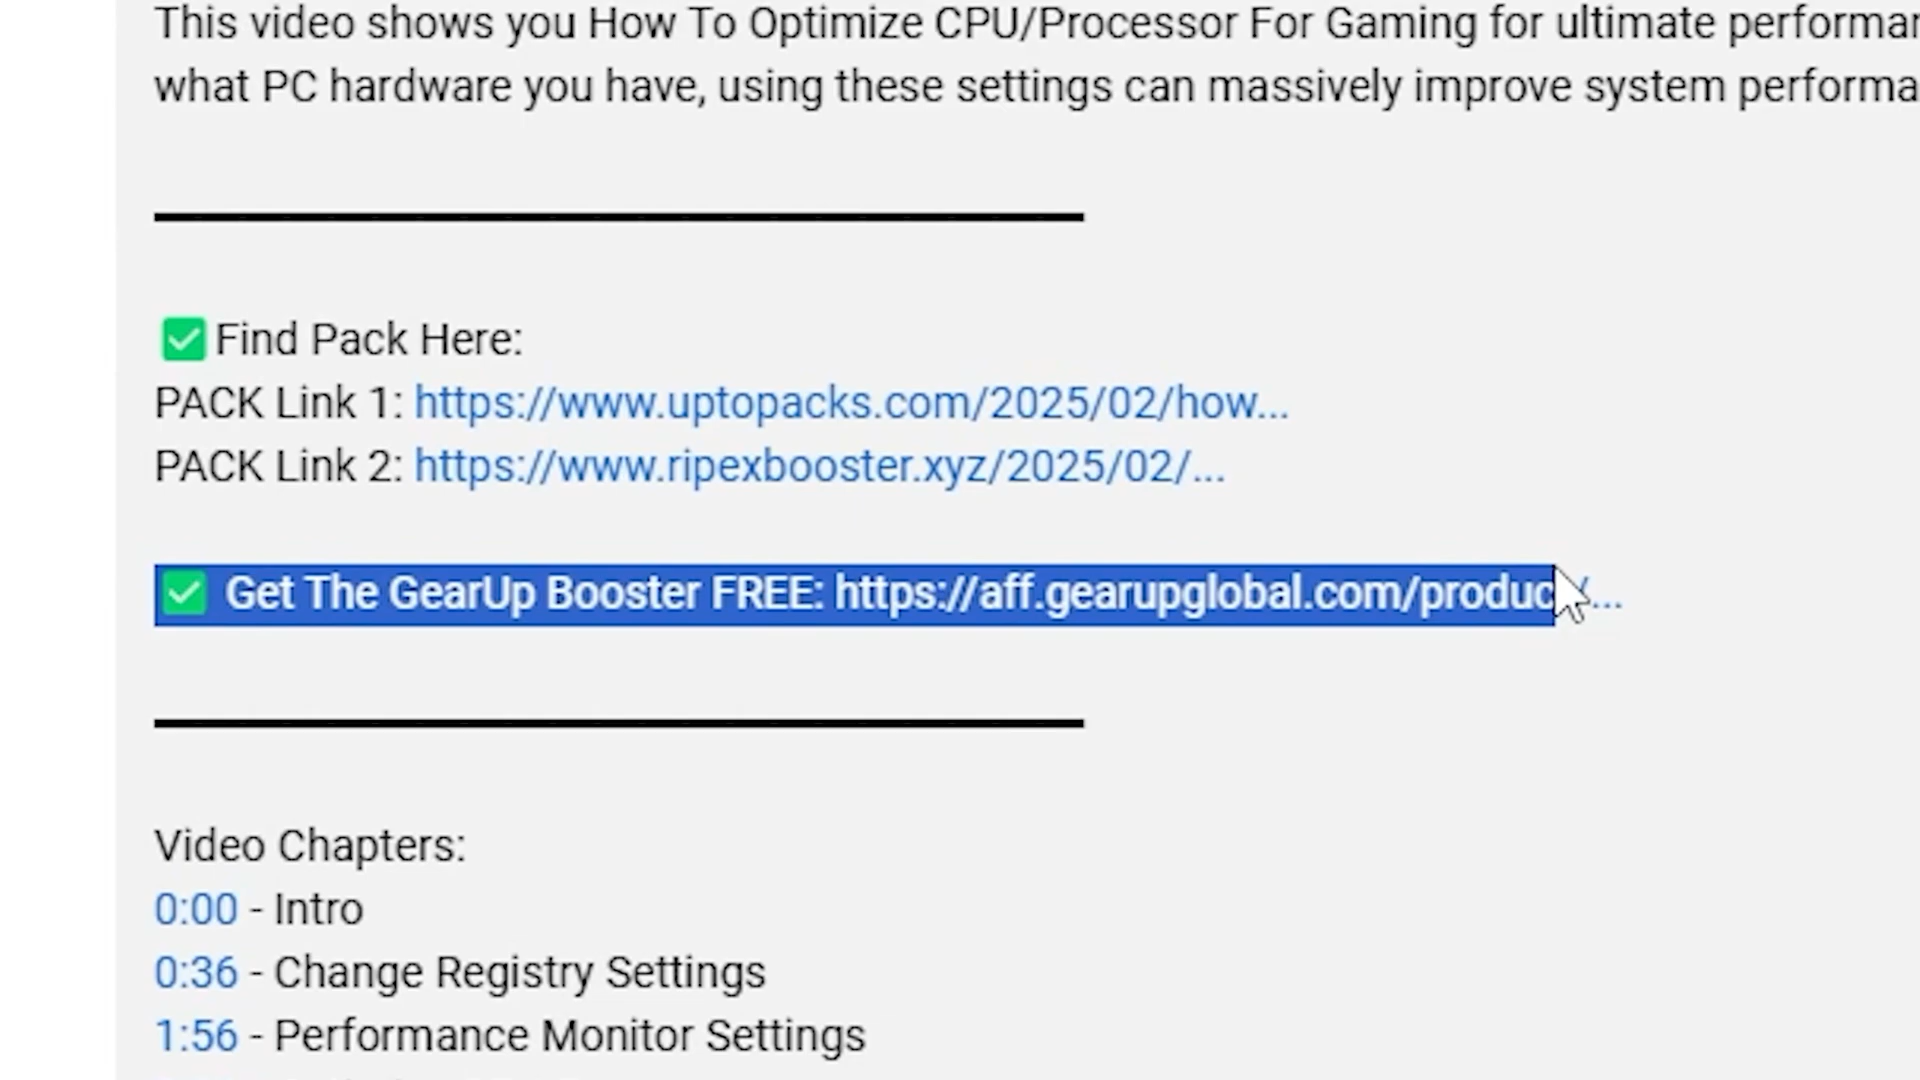 This video shows you How To Optimize CPU/Processor For Gaming for ultimate
what PC hardware you have, using these settings can massively improve system
✅Find Pack Here:
PACK Link 1: https://www.uptopacks.com/2025/02/how...
PACK Link 2: https://www.ripexbooster.xyz/2025/02/...
✅ Get The GearUp Booster FREE: https://aff.gearupglobal.com/produc/...
Video Chapters:
0:00 - Intro
0:36 - Change Registry Settings
1:56 - Performance Monitor Settings